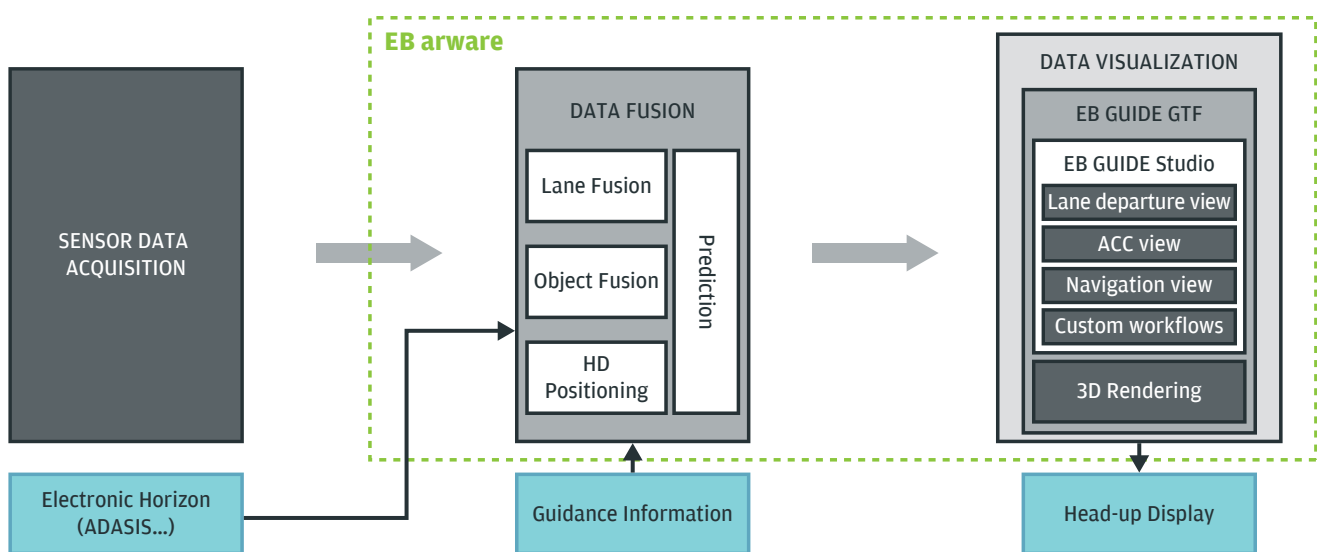 EB arware
SENSOR DATA
ACQUISITION
DATA FUSION
Lane Fusion
Object Fusion
HD
Positioning
Prediction
DATA VISUALIZATION
EB GUIDE GTF
EB GUIDE Studio
Lane departure view
ACC view
Navigation view
Custom workflows
3D Rendering
Electronic Horizon
(ADASIS...)
Guidance Information
Head-up Display